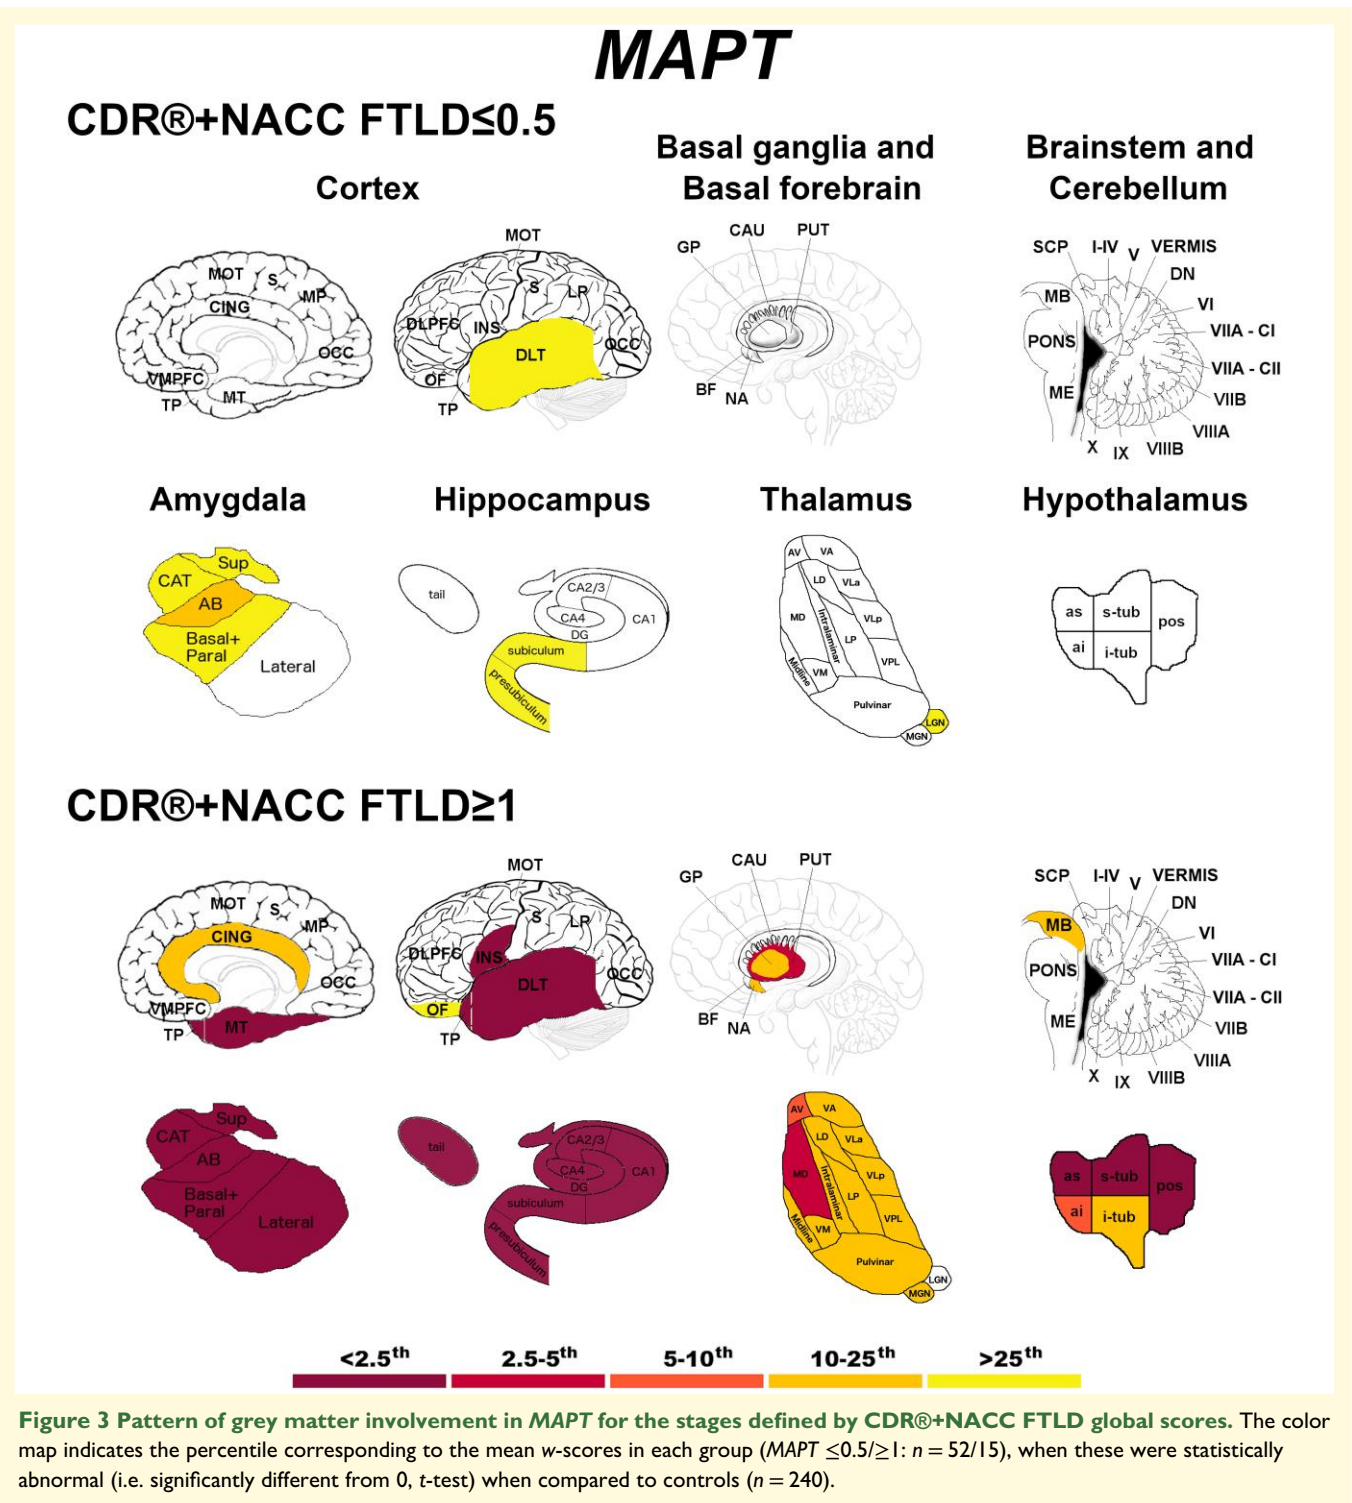 MAPT
CDR®+NACC FTLD≤0.5
Cortex
Basal ganglia and
Basal forebrain
Brainstem and
Cerebellum
MOT
S
MP
CING
OCC
VMPFC
TP
MT
MOT
S
LP
DLPFC
INS
OCC
DLT
OF
TP
GP
CAU
PUT
BF
NA
SCP
I-IV
V
VERMIS
DN
MB
VI
PONS
VIIA - CI
VIIA - CII
ME
VIIB
VIIIA
X
IX
VIIIB
Amygdala
Hippocampus
Thalamus
Hypothalamus
Sup
CAT
AB
Basal+
Paral
Lateral
tail
CA2/3
CA4
CA1
DG
subiculum
presubiculum
AV
VA
LD
VLa
MD
Intralaminar
VLp
LP
VPL
Midline
VM
Pulvinar
LGN
MGN
as
s-tub
pos
ai
i-tub
CDR®+NACC FTLD≥1
MOT
S
MP
CING
OCC
VMPFC
TP
MT
MOT
S
LP
DLPFC
INS
OCC
DLT
OF
TP
GP
CAU
PUT
BF
NA
SCP
I-IV
V
VERMIS
DN
MB
VI
PONS
VIIA - CI
VIIA - CII
ME
VIIB
VIIIA
X
IX
VIIIB
Sup
CAT
AB
Basal+
Paral
Lateral
tail
CA2/3
CA4
CA1
DG
subiculum
presubiculum
AV
VA
LD
VLa
MD
Intralaminar
VLp
LP
VPL
Midline
VM
Pulvinar
LGN
MGN
as
s-tub
pos
ai
i-tub
<2.5th 2.5-5th 5-10th 10-25th >25th
Figure 3 Pattern of grey matter involvement in MAPT for the stages defined by CDR®+NACC FTLD global scores. The color
map indicates the percentile corresponding to the mean w-scores in each group (MAPT ≤0.5/≥1: n = 52/15), when these were statistically
abnormal (i.e. significantly different from 0, t-test) when compared to controls (n = 240).